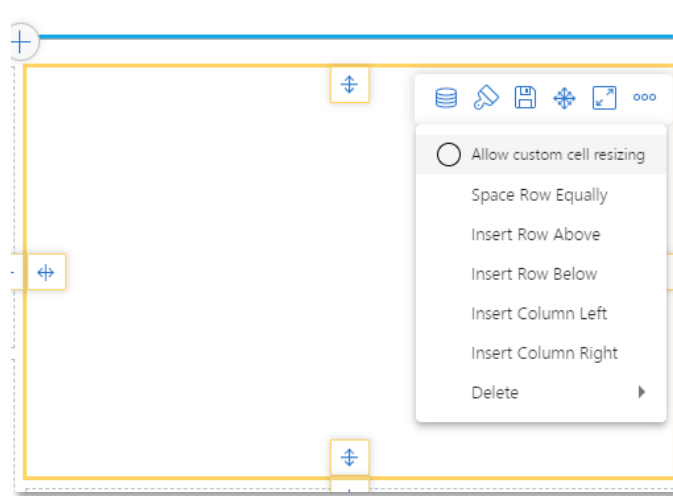 Allow custom cell resizing
Space Row Equally
Insert Row Above
Insert Row Below
Insert Column Left
Insert Column Right
Delete